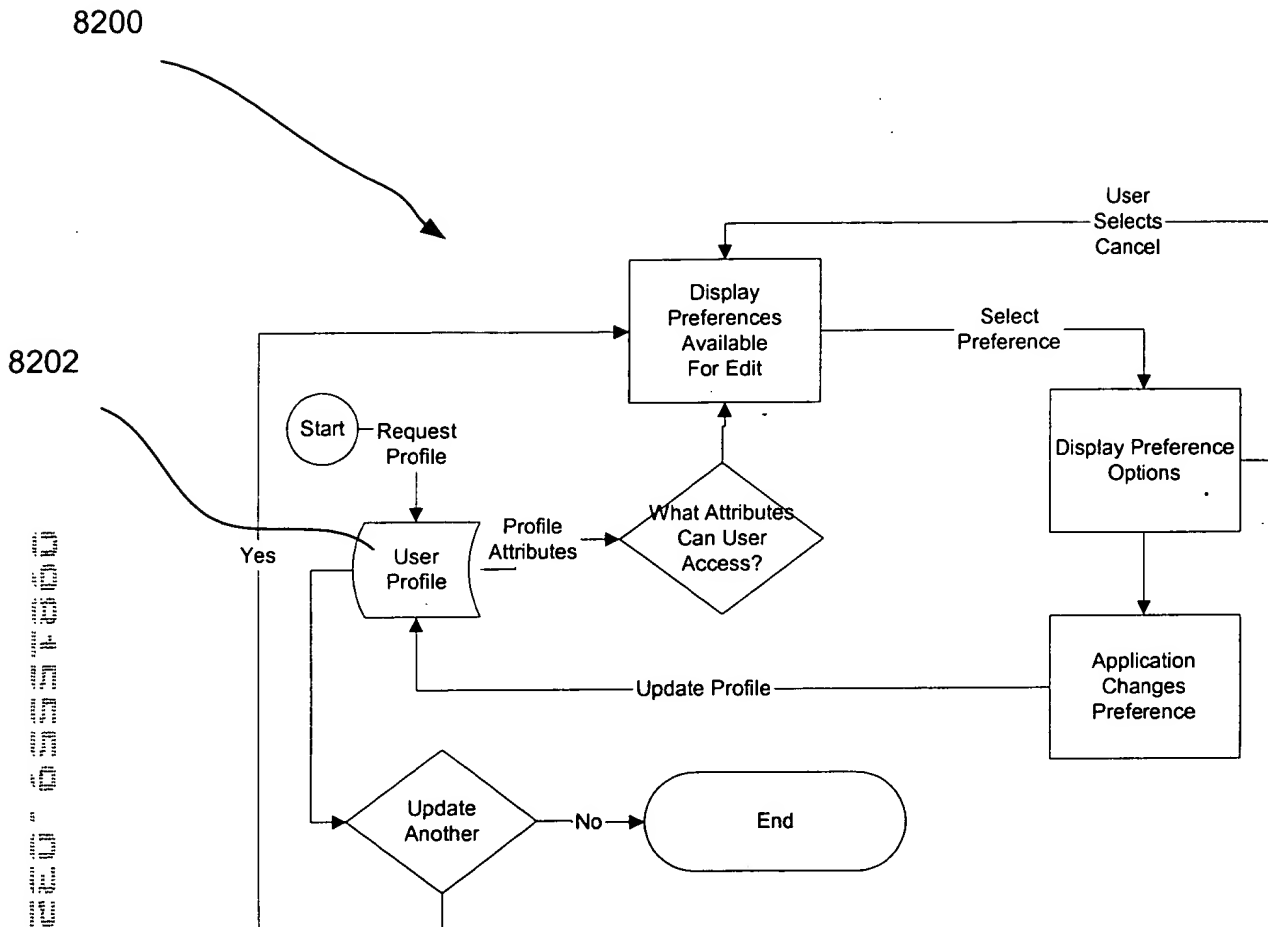 8200
User
Selects
Cancel
Display
Preferences
Available
For Edit
Select
Preference
8202
Start
Request
Profile
Display Preference
Options
What Attributes
Can User
Access?
Profile
Attributes
Yes
User
Profile
Application
Changes
Preference
Update Profile
Update
Another
No
End